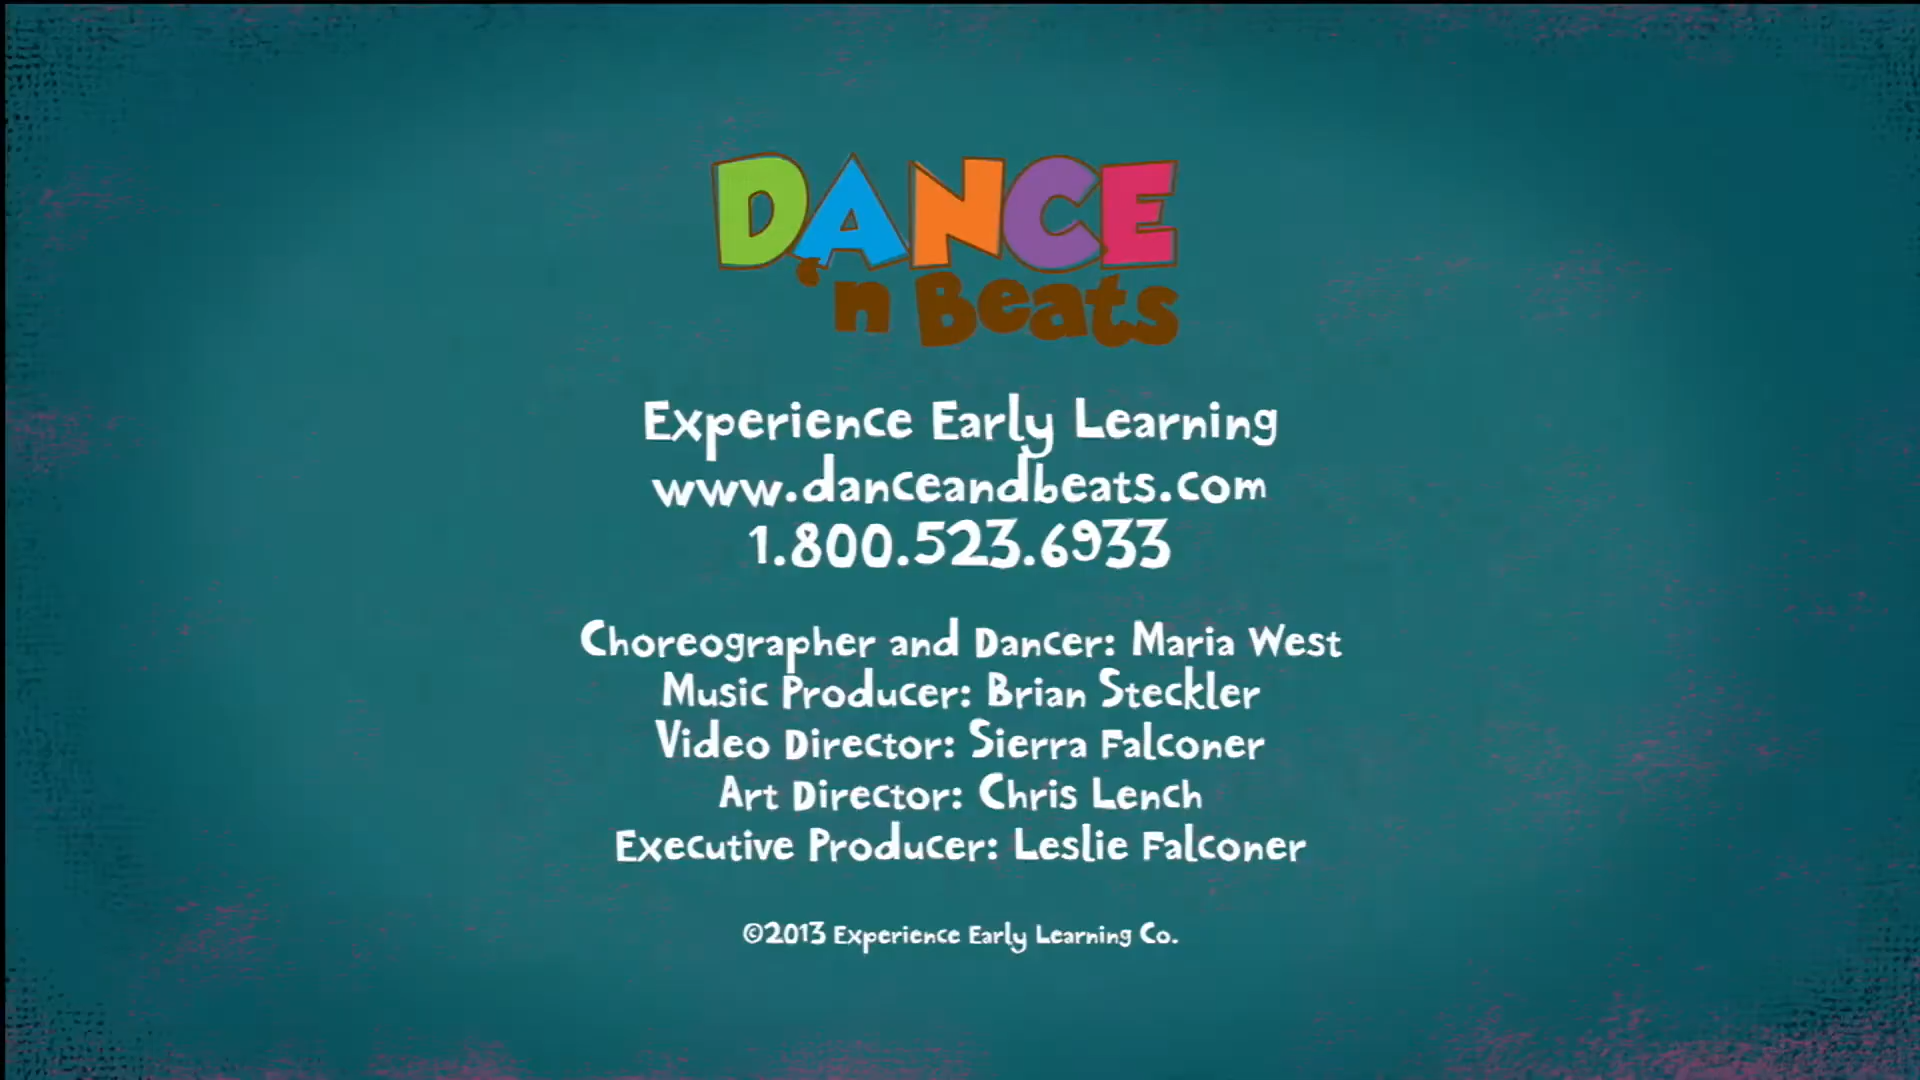 DANCE
'n Beats
Experience Early Learning
www.danceandbeats.com
1.800.523.6933
Choreographer and Dancer: Maria West
Music Producer: Brian Steckler
Video Director: Sierra Falconer
Art Director: Chris Lench
Executive Producer: Leslie Falconer
©2013 Experience Early Learning Co.